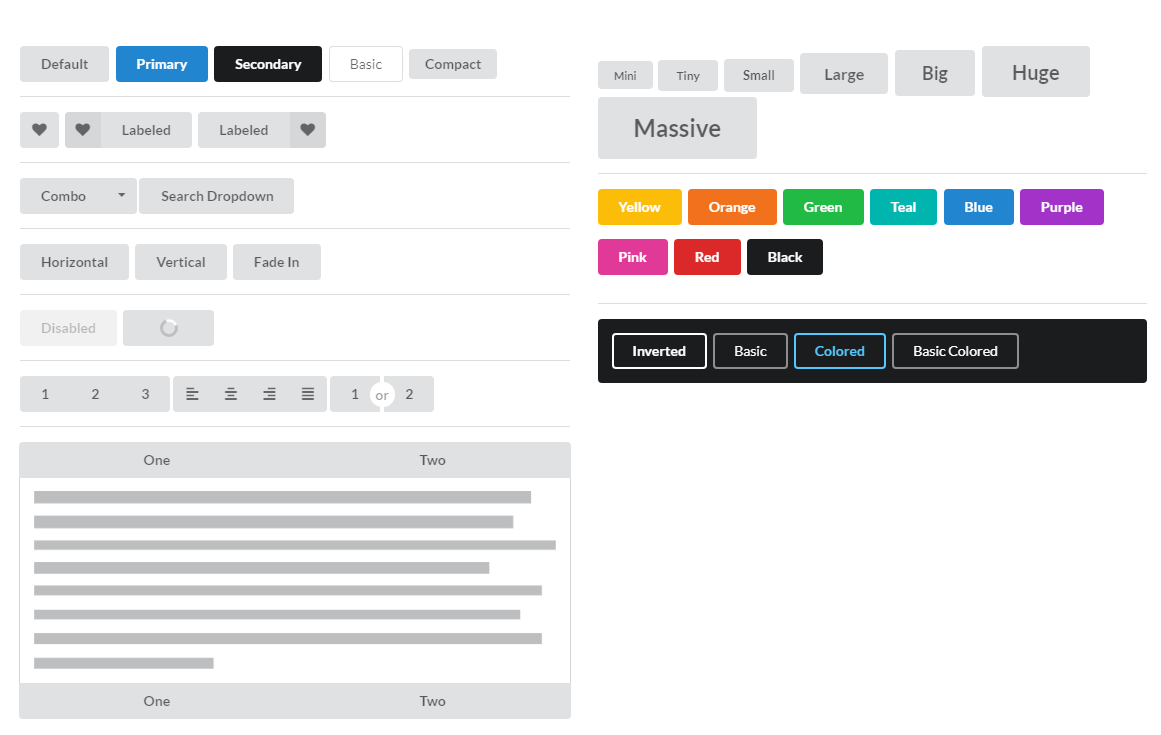 Default Primary Secondary Basic Compact
Labeled Labeled
Combo Search Dropdown
Horizontal Vertical Fade In
Disabled
1 2 3 1 or 2
One Two
One Two
Mini Tiny Small Large Big Huge
Massive
Yellow Orange Green Teal Blue Purple
Pink Red Black
Inverted Basic Colored Basic Colored